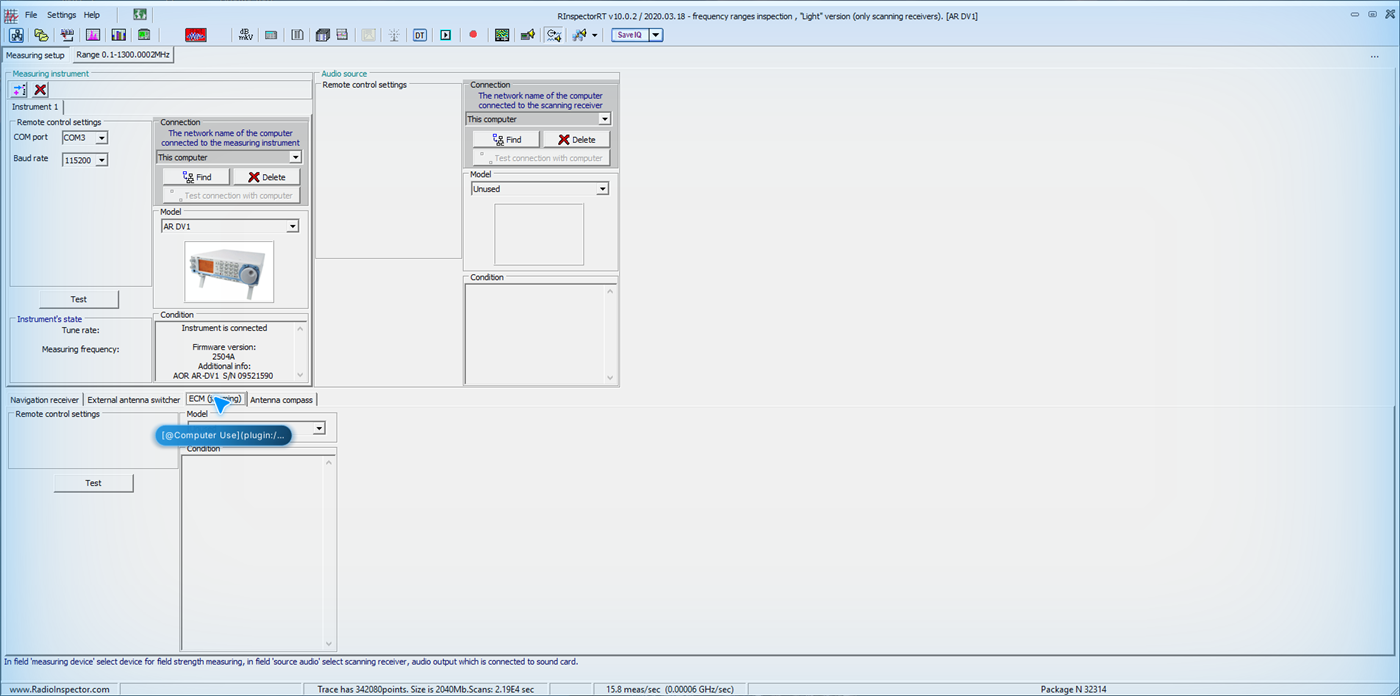 File Settings Help
RInspectorRT v10.0.2 / 2020.03.18 - frequency ranges inspection , "Light" version (only scanning receivers). [AR DV1]
dB
mkV
DT
Save IQ
Measuring setup
Range 0.1-1300.0002MHz
...
Measuring instrument
Instrument 1
Remote control settings
COM port
COM3
Baud rate
115200
Test
Instrument's state
Tune rate:
Measuring frequency:
Connection
The network name of the computer
connected to the measuring instrument
This computer
Find
Delete
Test connection with computer
Model
AR DV1
Condition
Instrument is connected
Firmware version:
2504A
Additional info:
AOR AR-DV1 S/N 09521590
Audio source
Remote control settings
Connection
The network name of the computer
connected to the scanning receiver
This computer
Find
Delete
Test connection with computer
Model
Unused
Condition
Navigation receiver
External antenna switcher
ECM
Antenna compass
Remote control settings
Test
Model
[@Computer Use](plugin:/...
Condition
In field 'measuring device' select device for field strength measuring, in field 'source audio' select scanning receiver, audio output which is connected to sound card.
www.RadioInspector.com
Trace has 342080points. Size is 2040Mb.Scans: 2.19E4 sec
15.8 meas/sec (0.00006 GHz/sec)
Package N 32314